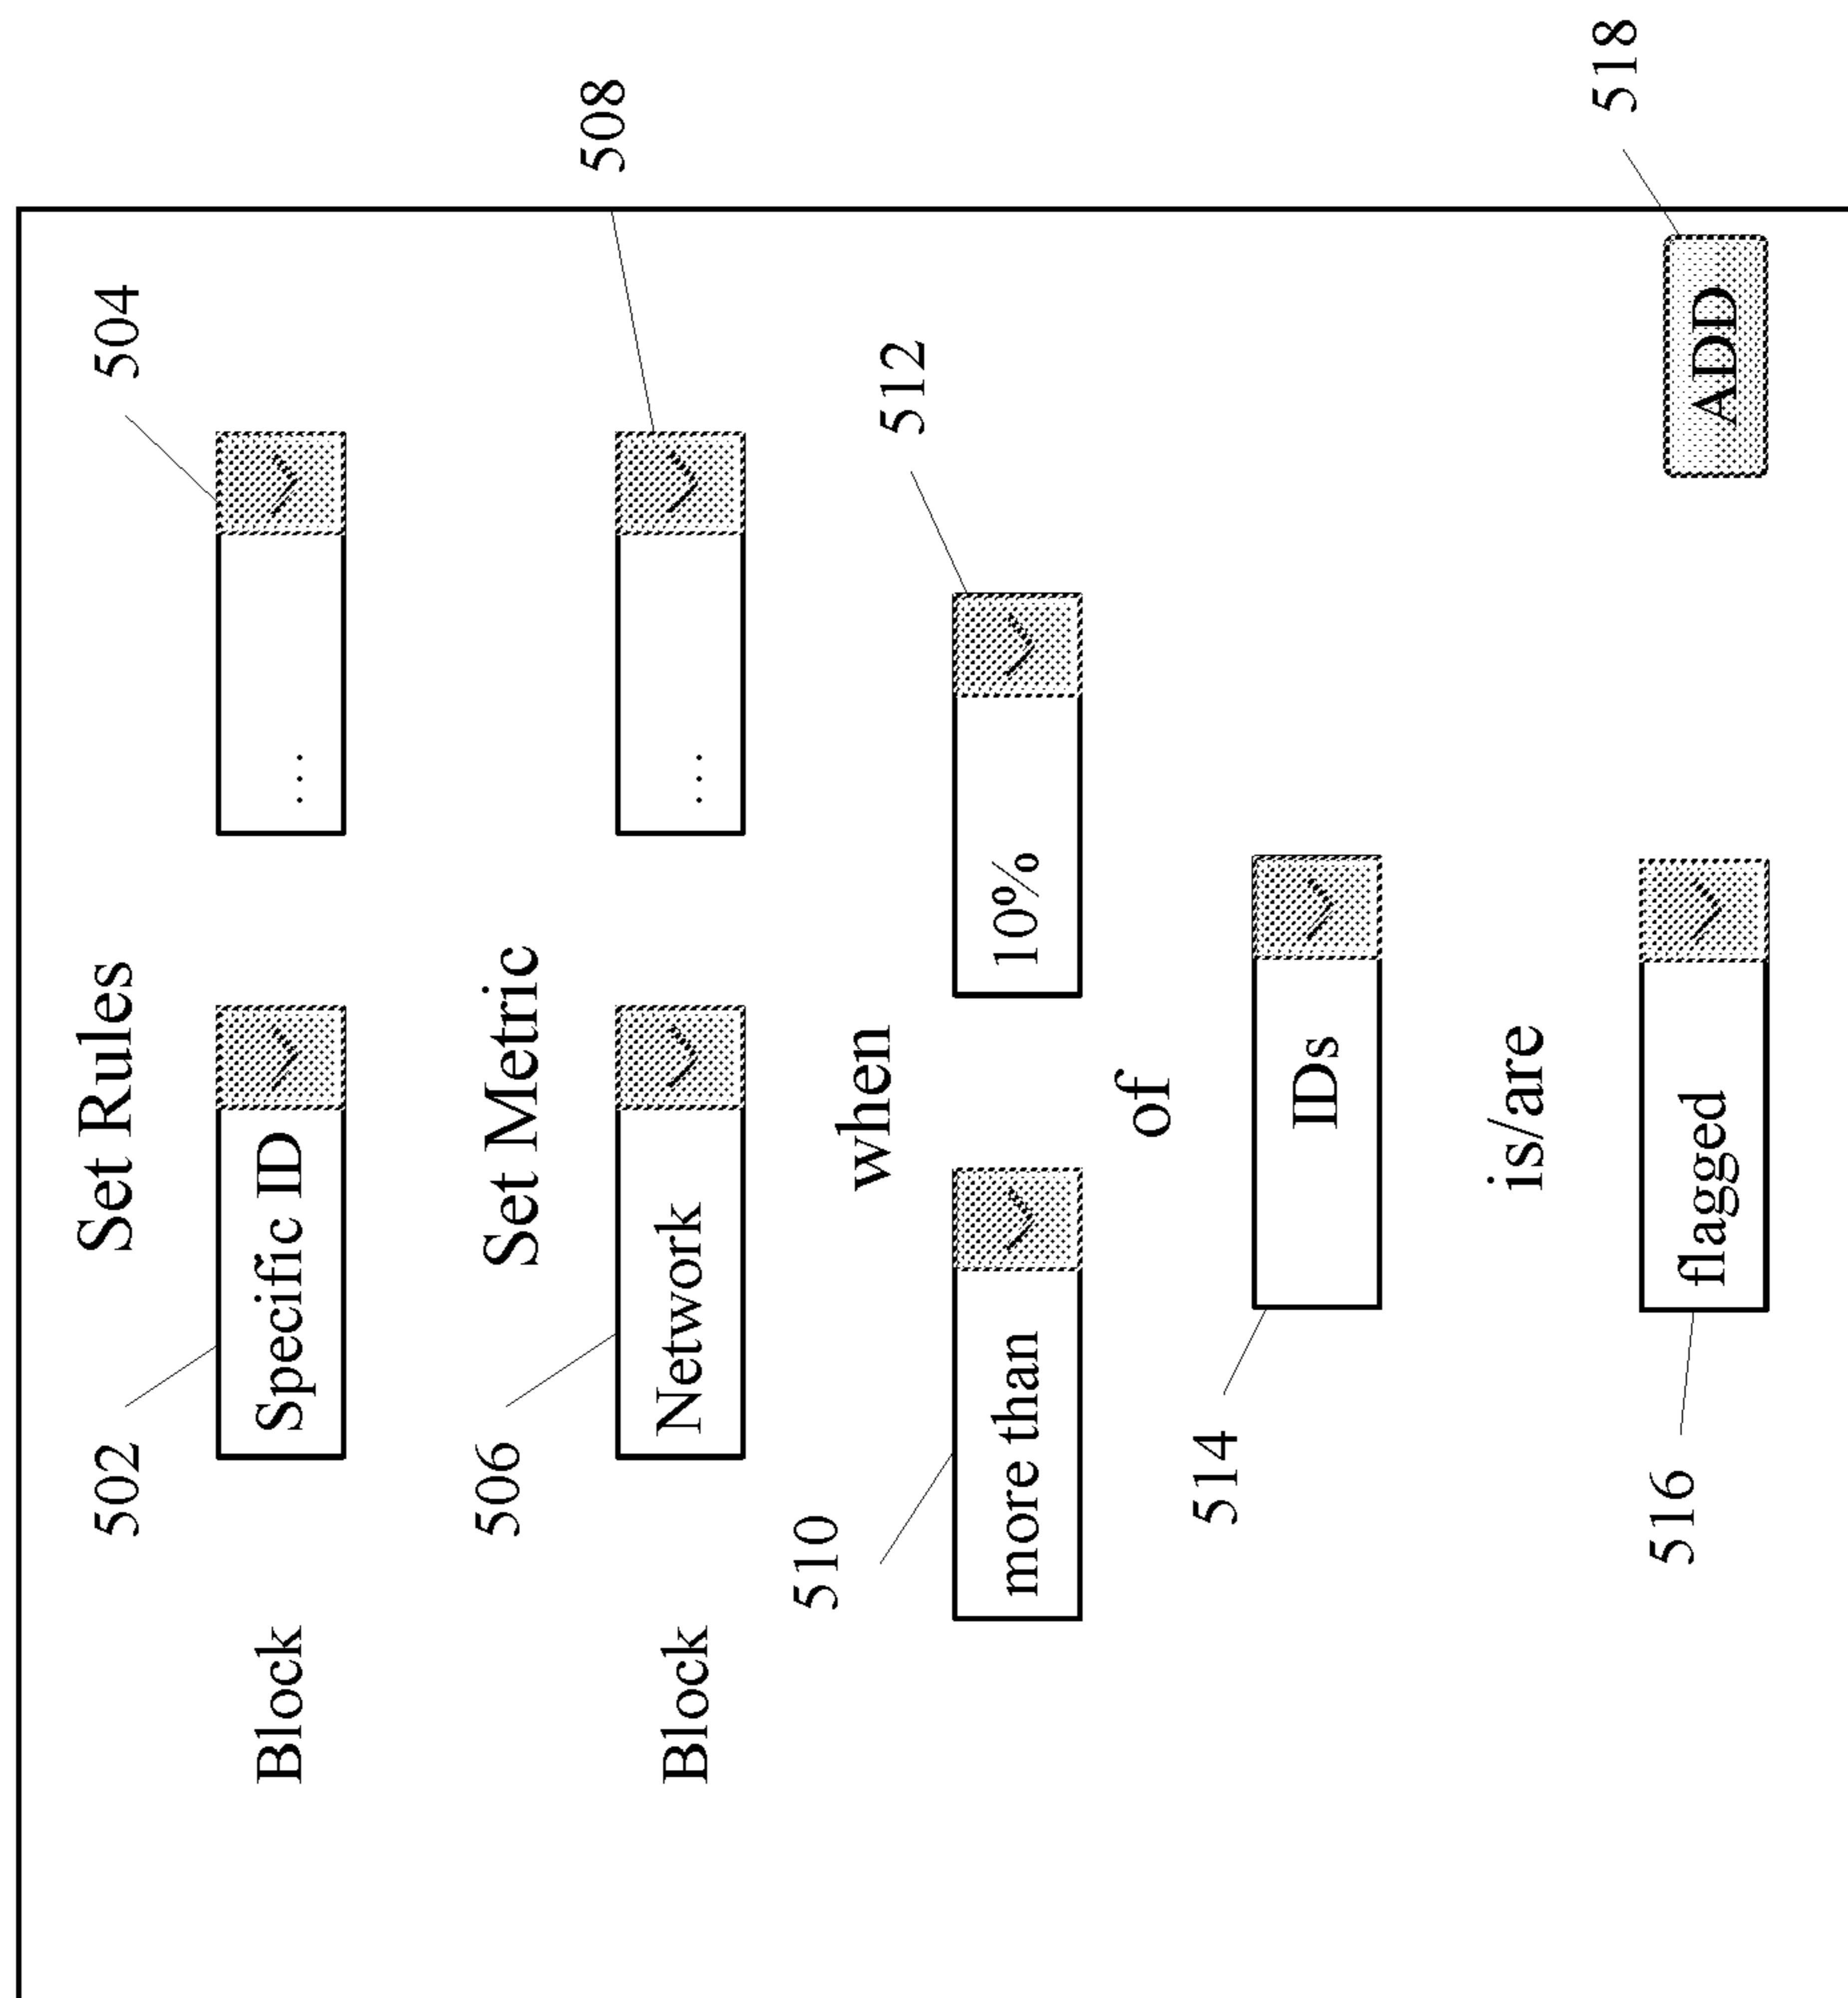 Set Rules
502
504
Block Specific ID ...
Set Metric
506
508
Block Network ...
when
510
512
more than 10%
of
514
IDs
is/are
516
518
flagged ADD